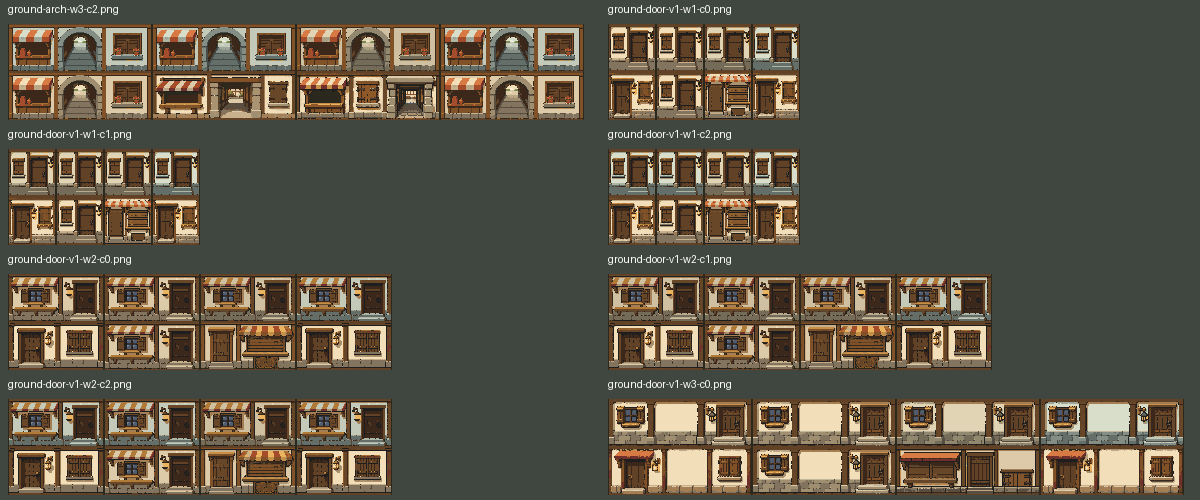 ground-arch-w3-c2.png
ground-door-v1-w1-c0.png
ground-door-v1-w1-c1.png
ground-door-v1-w1-c2.png
ground-door-v1-w2-c0.png
ground-door-v1-w2-c1.png
ground-door-v1-w2-c2.png
ground-door-v1-w3-c0.png